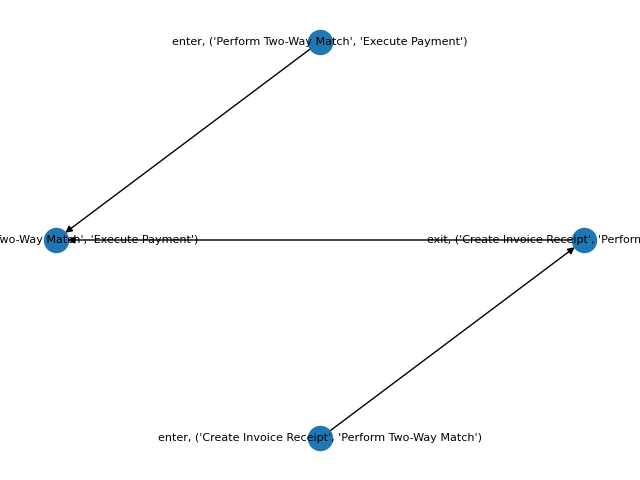 enter, ('Perform Two-Way Match', 'Execute Payment')
Two-Way Match', 'Execute Payment')
exit, ('Create Invoice Receipt', 'Perform
enter, ('Create Invoice Receipt', 'Perform Two-Way Match')